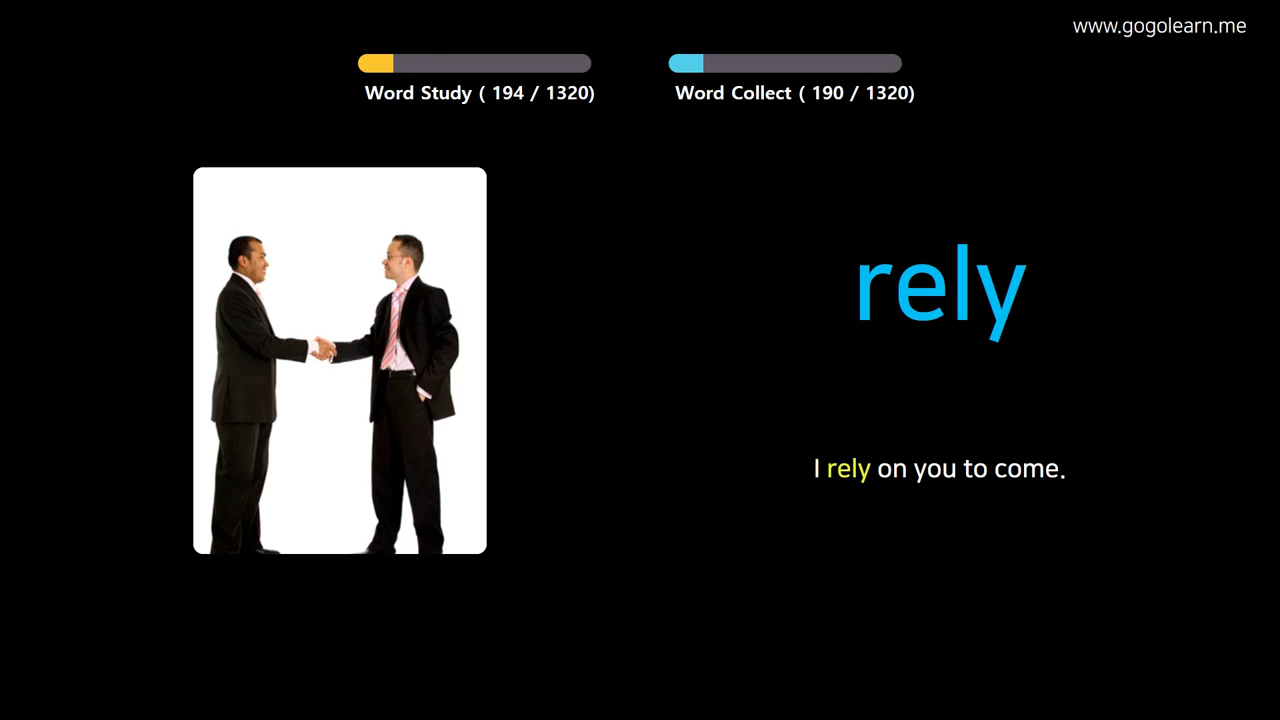 www.gogolearn.me
Word Study ( 194 / 1320)
Word Collect ( 190 / 1320)
rely
I rely on you to come.